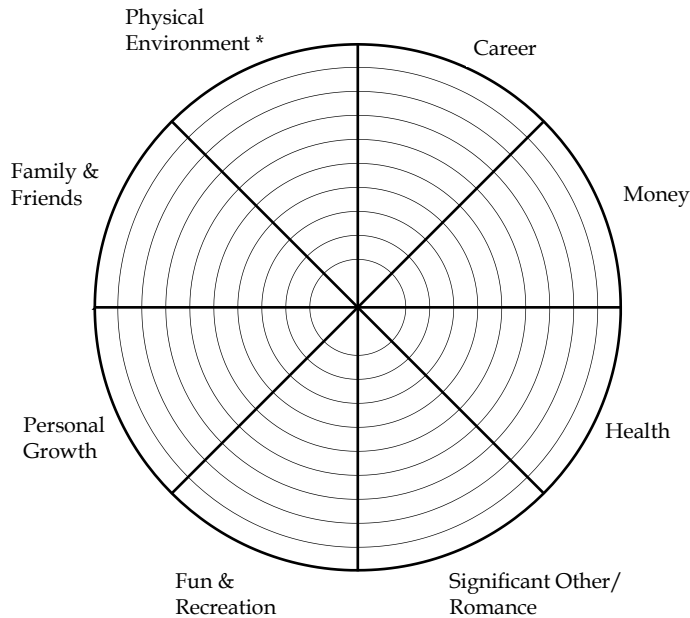 Physical
Environment *
Career
Family &
Friends
Money
Personal
Growth
Health
Fun &
Recreation
Significant Other/
Romance